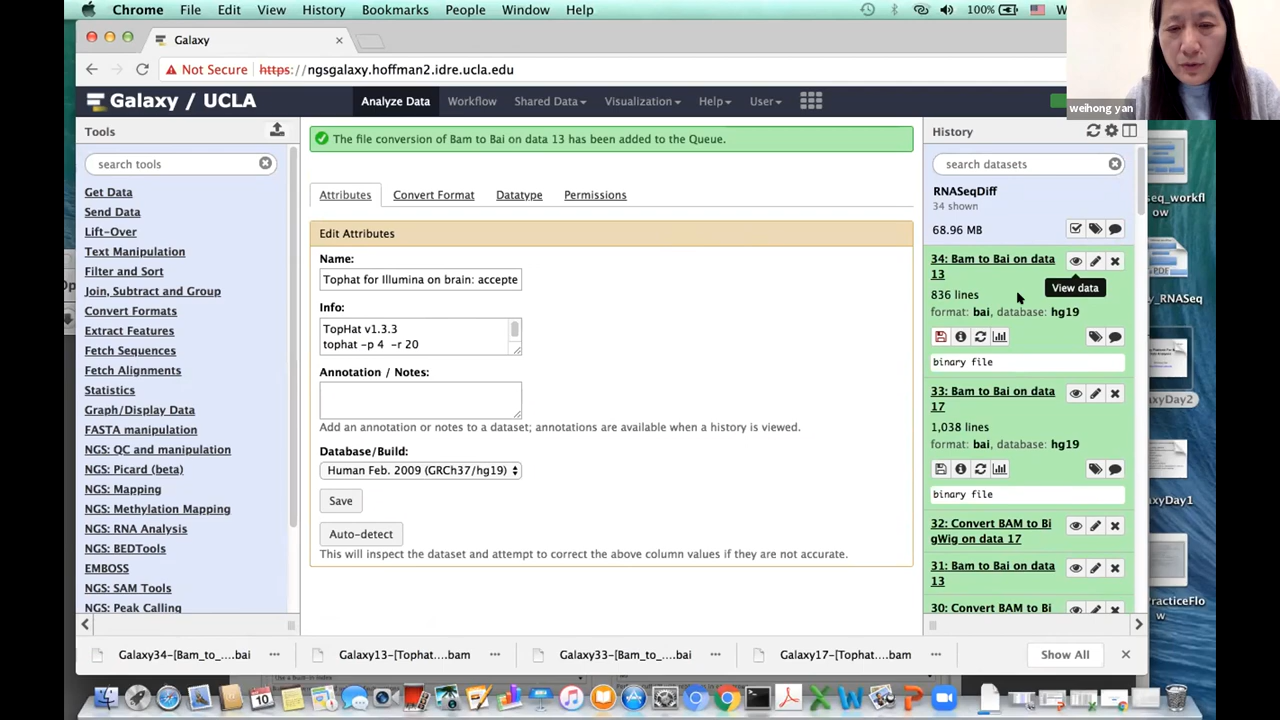 Chrome File Edit View History Bookmarks People Window Help 100%
Galaxy
Not Secure https://ngsgalaxy.hoffman2.idre.ucla.edu
weihong yan
Galaxy / UCLA Analyze Data Workflow Shared Data Visualization Help User
Tools
search tools
Get Data
Send Data
Lift-Over
Text Manipulation
Filter and Sort
Join, Subtract and Group
Convert Formats
Extract Features
Fetch Sequences
Fetch Alignments
Statistics
Graph/Display Data
FASTA manipulation
NGS: QC and manipulation
NGS: Picard (beta)
NGS: Mapping
NGS: Methylation Mapping
NGS: RNA Analysis
NGS: BEDTools
EMBOSS
NGS: SAM Tools
NGS: Peak Calling
The file conversion of Bam to Bai on data 13 has been added to the Queue.
Attributes Convert Format Datatype Permissions
Edit Attributes
Name:
Tophat for Illumina on brain: accepte
Info:
TopHat v1.3.3
tophat -p 4 -r 20
Annotation / Notes:
Add an annotation or notes to a dataset; annotations are available when a history is viewed.
Database/Build:
Human Feb. 2009 (GRCh37/hg19)
Save
Auto-detect
This will inspect the dataset and attempt to correct the above column values if they are not accurate.
History
search datasets
RNASeqDiff
34 shown
68.96 MB
34: Bam to Bai on data
13
View data
836 lines
format: bai, database: hg19
binary file
33: Bam to Bai on data
17
1,038 lines
format: bai, database: hg19
binary file
32: Convert BAM to Bi
gWig on data 17
31: Bam to Bai on data
13
30: Convert BAM to Bi
eq_workfl
ow
PDF
y_RNASeq
axyDay2
axyDay1
PracticeFlo
w
Galaxy34-[Bam_to_....bai
Galaxy13-[Tophat....bam
Galaxy33-[Bam_to_....bai
Galaxy17-[Tophat....bam
Show All